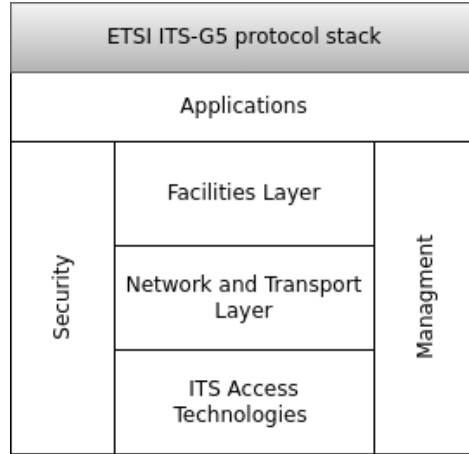 ETSI ITS-G5 protocol stack
Applications
Security
Facilities Layer
Network and Transport
Layer
ITS Access
Technologies
Managment